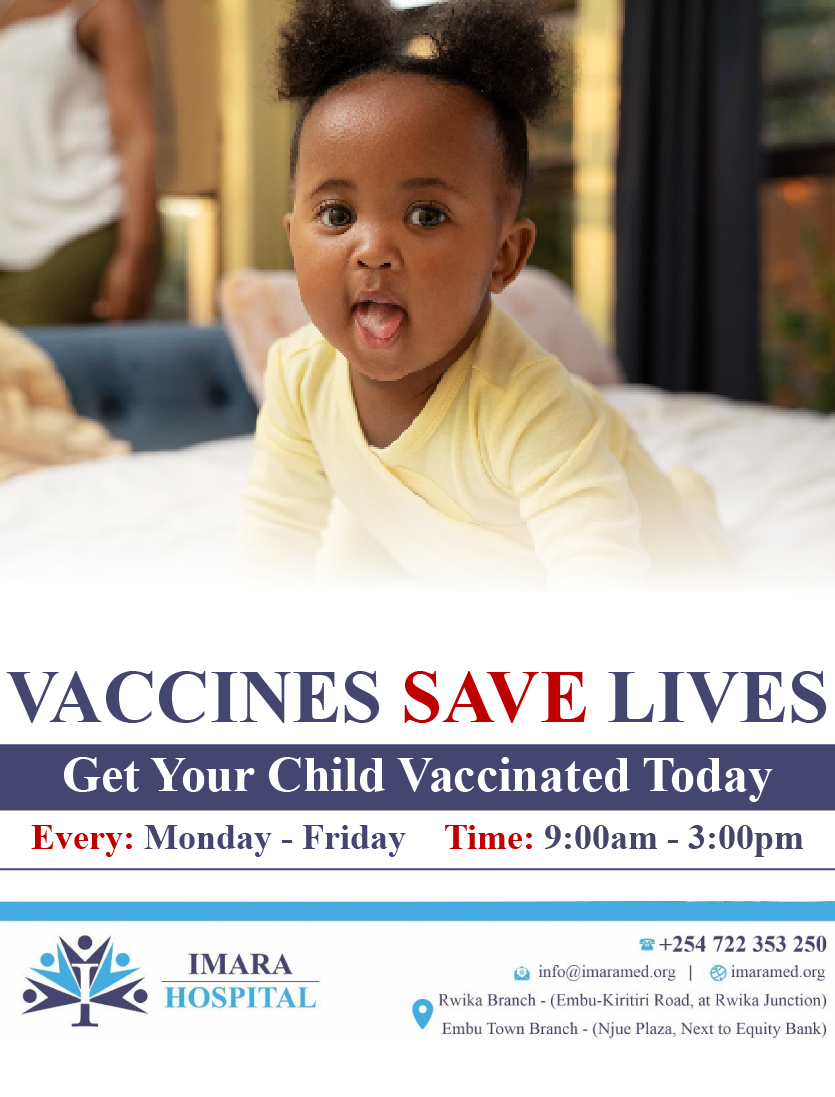 VACCINES SAVE LIVES
Get Your Child Vaccinated Today
Every: Monday - Friday Time: 9:00am - 3:00pm
IMARA
HOSPITAL
+254 722 353 250
info@imaramed.org | imaramed.org
Rwika Branch - (Embu-Kiritiri Road, at Rwika Junction)
Embu Town Branch - (Njue Plaza, Next to Equity Bank)